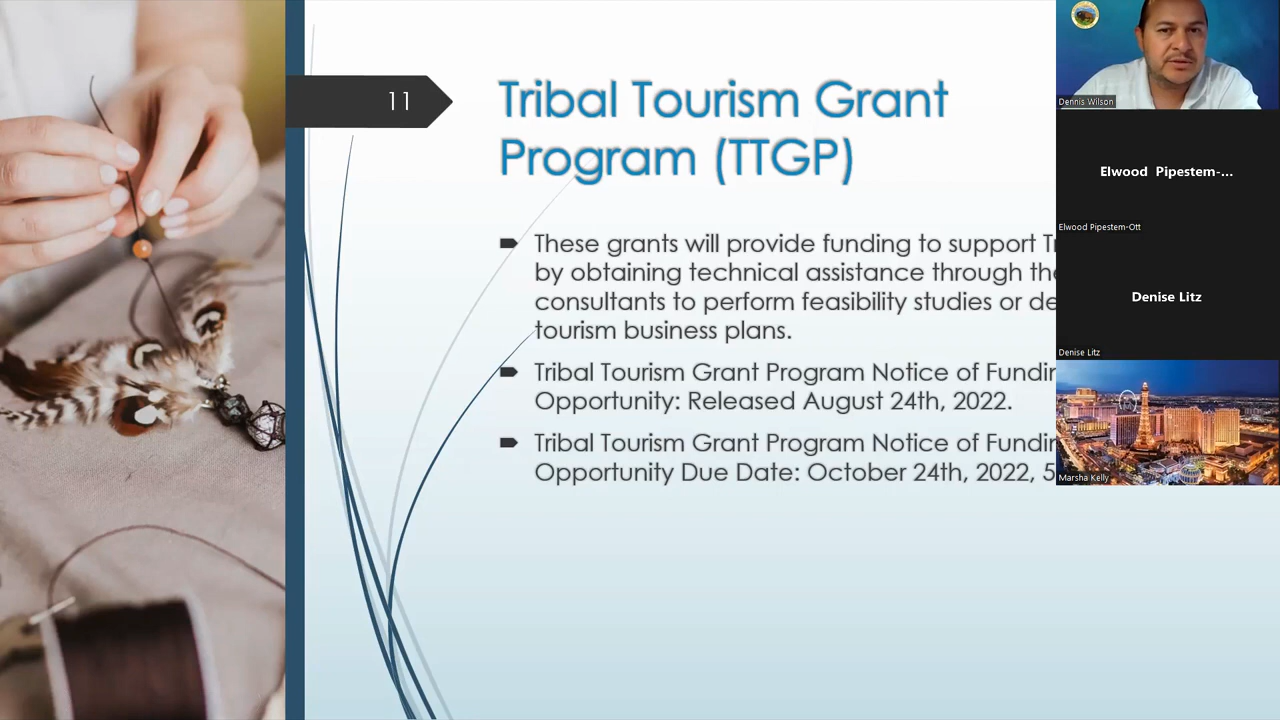 11
Tribal Tourism Grant
Program (TTGP)
These grants will provide funding to support
by obtaining technical assistance through
consultants to perform feasibility studies or
tourism business plans.
Tribal Tourism Grant Program Notice of
Opportunity: Released August 24th, 2022.
Tribal Tourism Grant Program Notice of
Opportunity Due Date: October 24th, 2022, 5
Dennis Wilson
Elwood Pipestem-...
Elwood Pipestem-Ott
Denise Litz
Denise Litz
Marsha Kelly